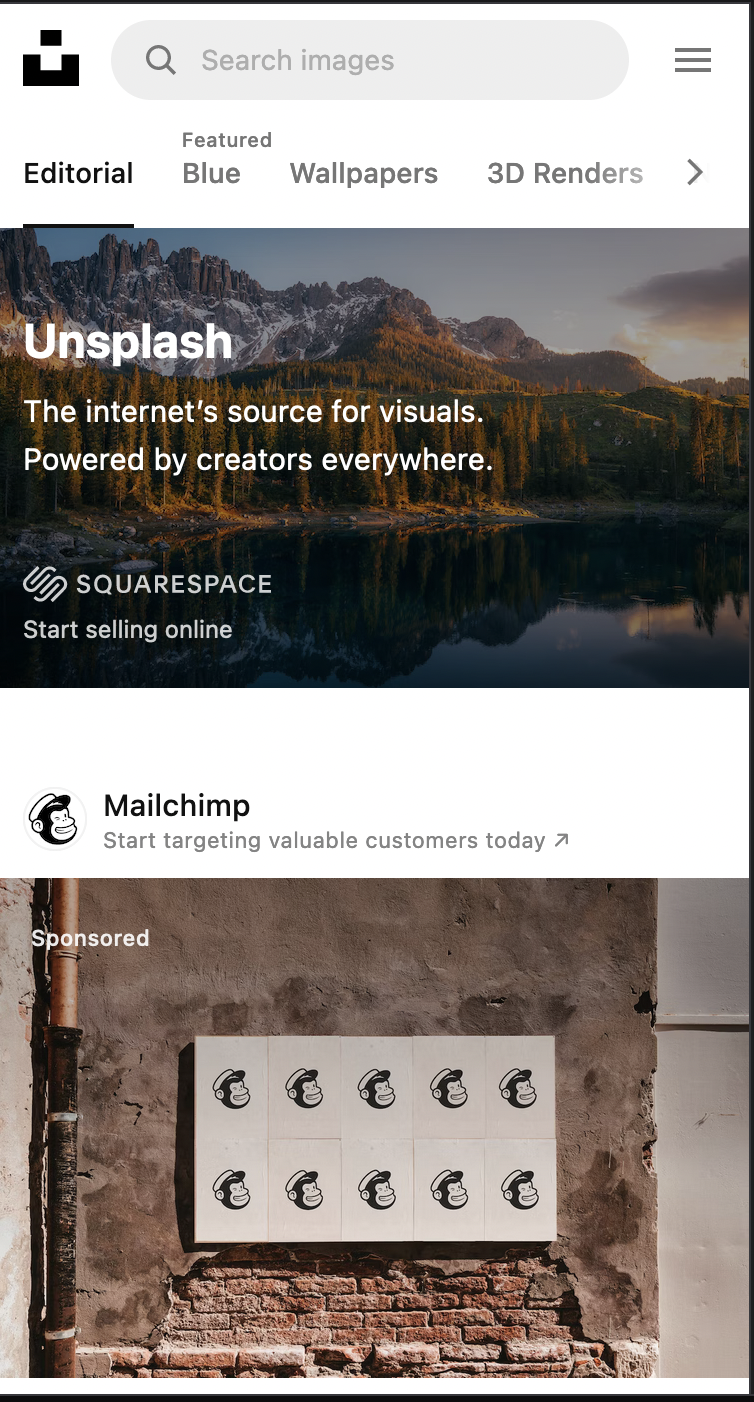 Search images
Featured
Editorial Blue Wallpapers 3D Renders
Unsplash
The internet’s source for visuals.
Powered by creators everywhere.
SQUARESPACE
Start selling online
Mailchimp
Start targeting valuable customers today ↗
Sponsored